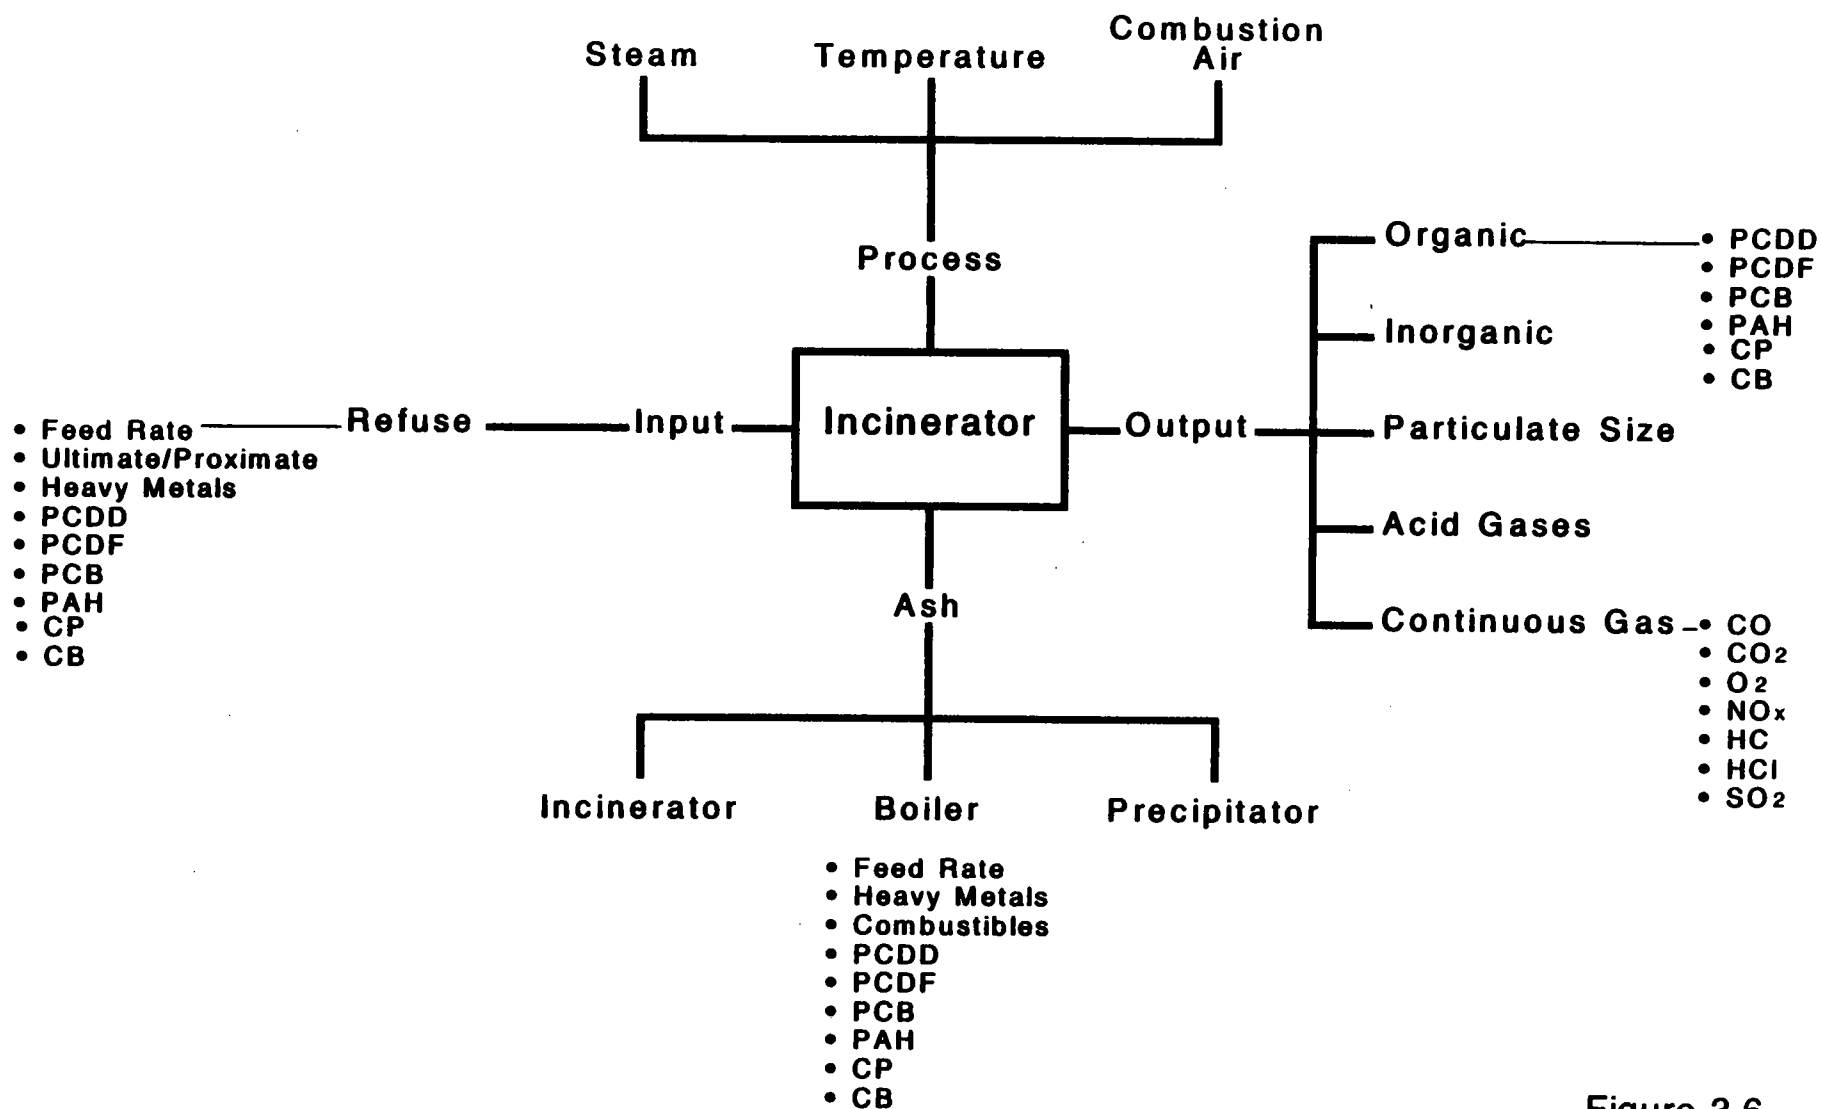 Steam
Temperature
Combustion
Air
Process
Incinerator
Input
Refuse
• Feed Rate
• Ultimate/Proximate
• Heavy Metals
• PCDD
• PCDF
• PCB
• PAH
• CP
• CB
Output
Organic
• PCDD
• PCDF
• PCB
• PAH
• CP
• CB
Inorganic
Particulate Size
Acid Gases
Continuous Gas
• CO
• CO2
• O2
• NOx
• HC
• HCl
• SO2
Ash
Incinerator
Boiler
Precipitator
• Feed Rate
• Heavy Metals
• Combustibles
• PCDD
• PCDF
• PCB
• PAH
• CP
• CB
Figure